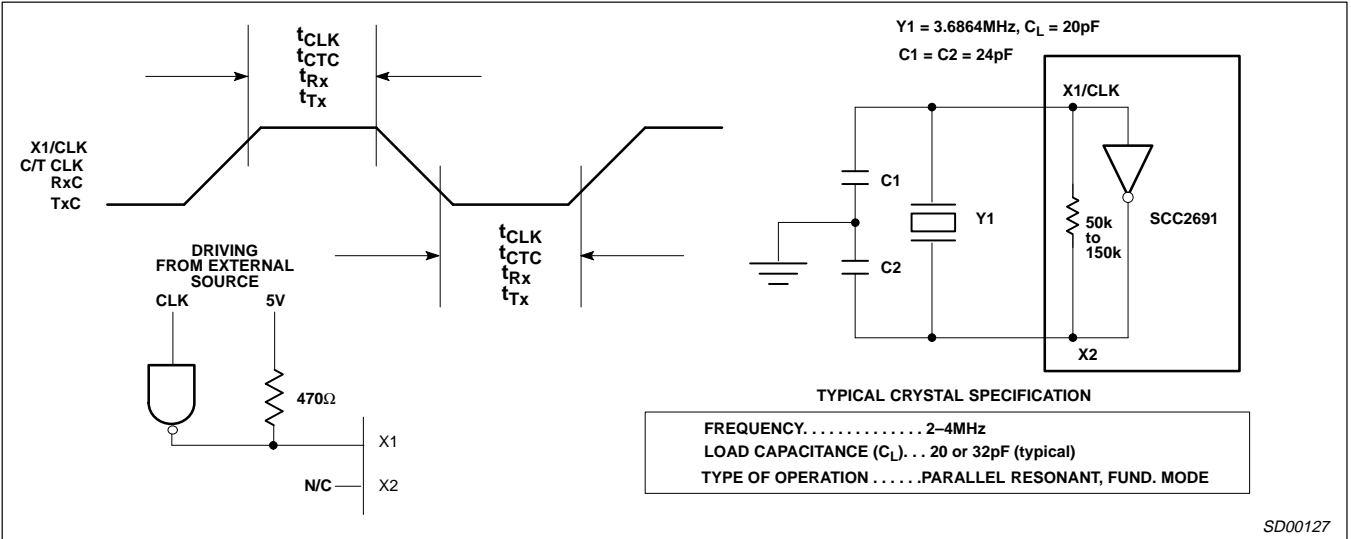 tCLK
tCTC
tRx
tTx
X1/CLK
C/T CLK
RxC
TxC
tCLK
tCTC
tRx
tTx
DRIVING
FROM EXTERNAL
SOURCE
CLK 5V
470Ω
X1
N/C X2
Y1 = 3.6864MHz, CL = 20pF
C1 = C2 = 24pF
X1/CLK
C1
Y1
C2
50k
to
150k
SCC2691
X2
TYPICAL CRYSTAL SPECIFICATION
FREQUENCY. . . . . . . . . . . . . . 2–4MHz
LOAD CAPACITANCE (CL). . . 20 or 32pF (typical)
TYPE OF OPERATION . . . . . .PARALLEL RESONANT, FUND. MODE
SD00127